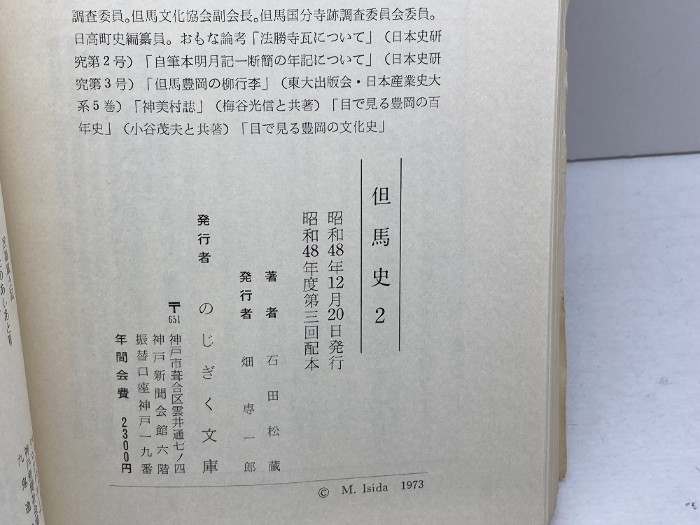 調査委員。但馬文化協会副会長。但馬国分寺跡調査委員会委員。
日高町史編纂員。おもな論考「法勝寺瓦について」(日本史研
究第2号)「自筆本明月記一断簡の年記について」(日本史研
究第3号)「但馬豊岡の柳行李」(東大出版会・日本産業史大
系5巻)「神美村誌」(梅谷光信と共著)「目で見る豊岡の百
年史」(小谷茂夫と共著)「目で見る豊岡の文化史」
但馬史2
昭和48年12月20日発行
昭和48年度第三回配本
著者 石田松蔵
発行者 畑専一郎
発行者 のじぎく文庫
〒651
神戸市葺合区雲井通七ノ四
神戸新聞会館六階
振替口座神戸一九番
年間会費 2300円
© M. Isida 1973